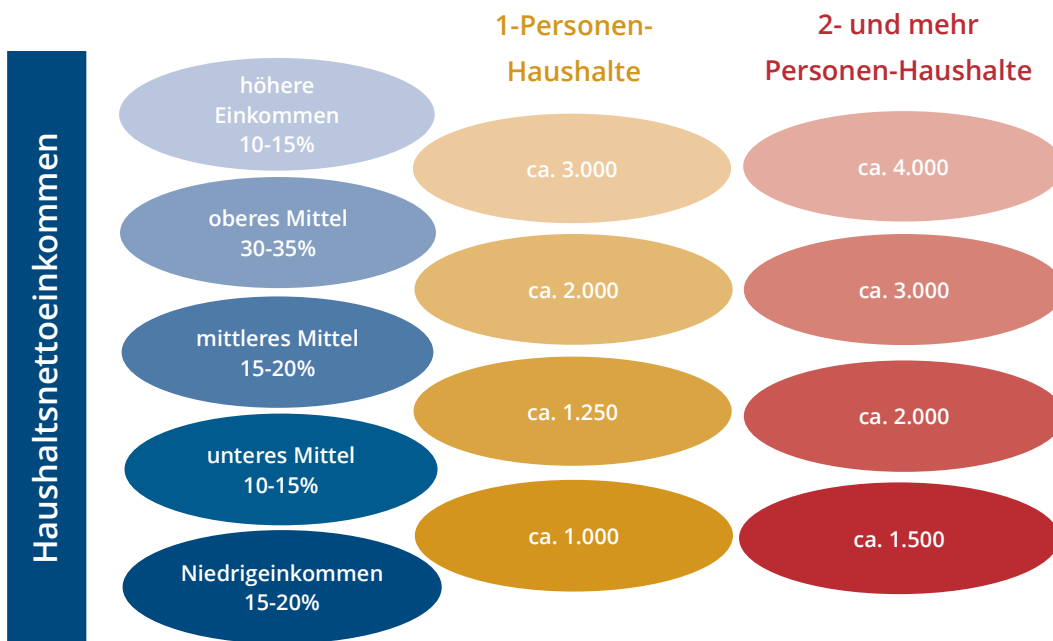 Haushaltsnettoeinkommen
1-Personen-
Haushalte
2- und mehr
Personen-Haushalte
höhere
Einkommen
10-15%
ca. 3.000
ca. 4.000
oberes Mittel
30-35%
ca. 2.000
ca. 3.000
mittleres Mittel
15-20%
ca. 1.250
ca. 2.000
unteres Mittel
10-15%
ca. 1.000
ca. 1.500
Niedrigeinkommen
15-20%